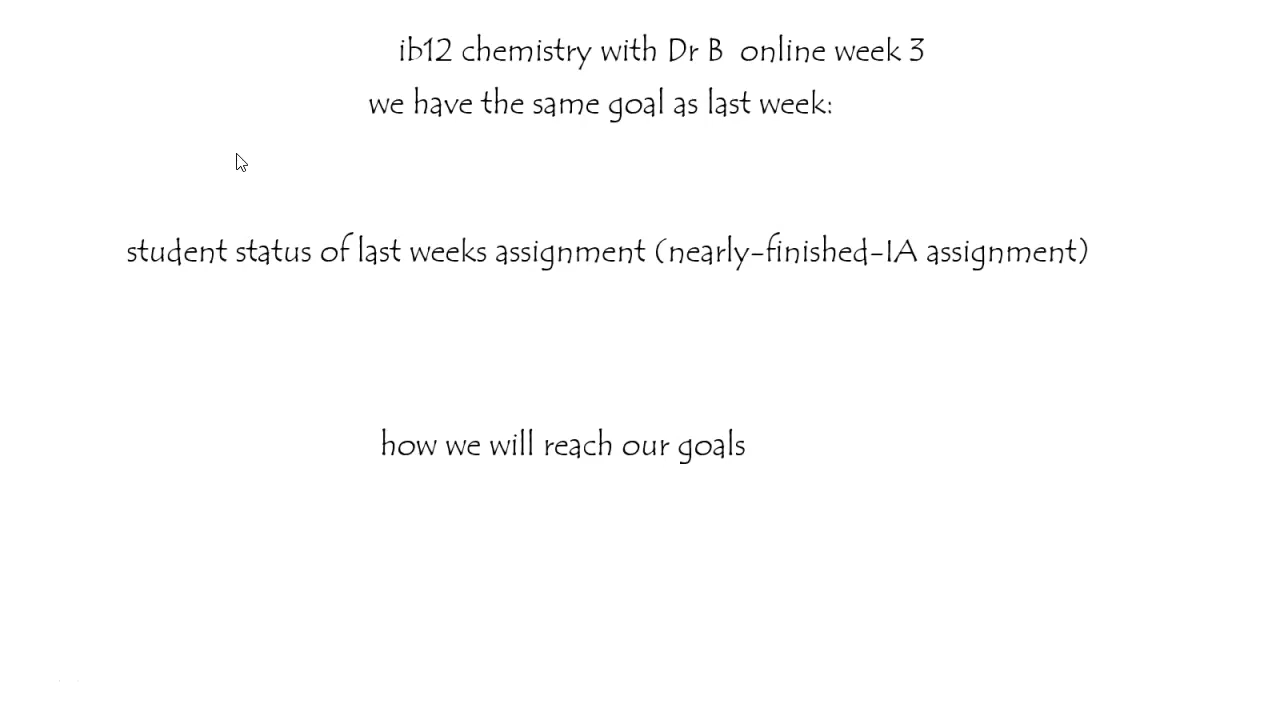 ib12 chemistry with Dr B online week 3
we have the same goal as last week:
student status of last weeks assignment (nearly-finished-IA assignment)
how we will reach our goals